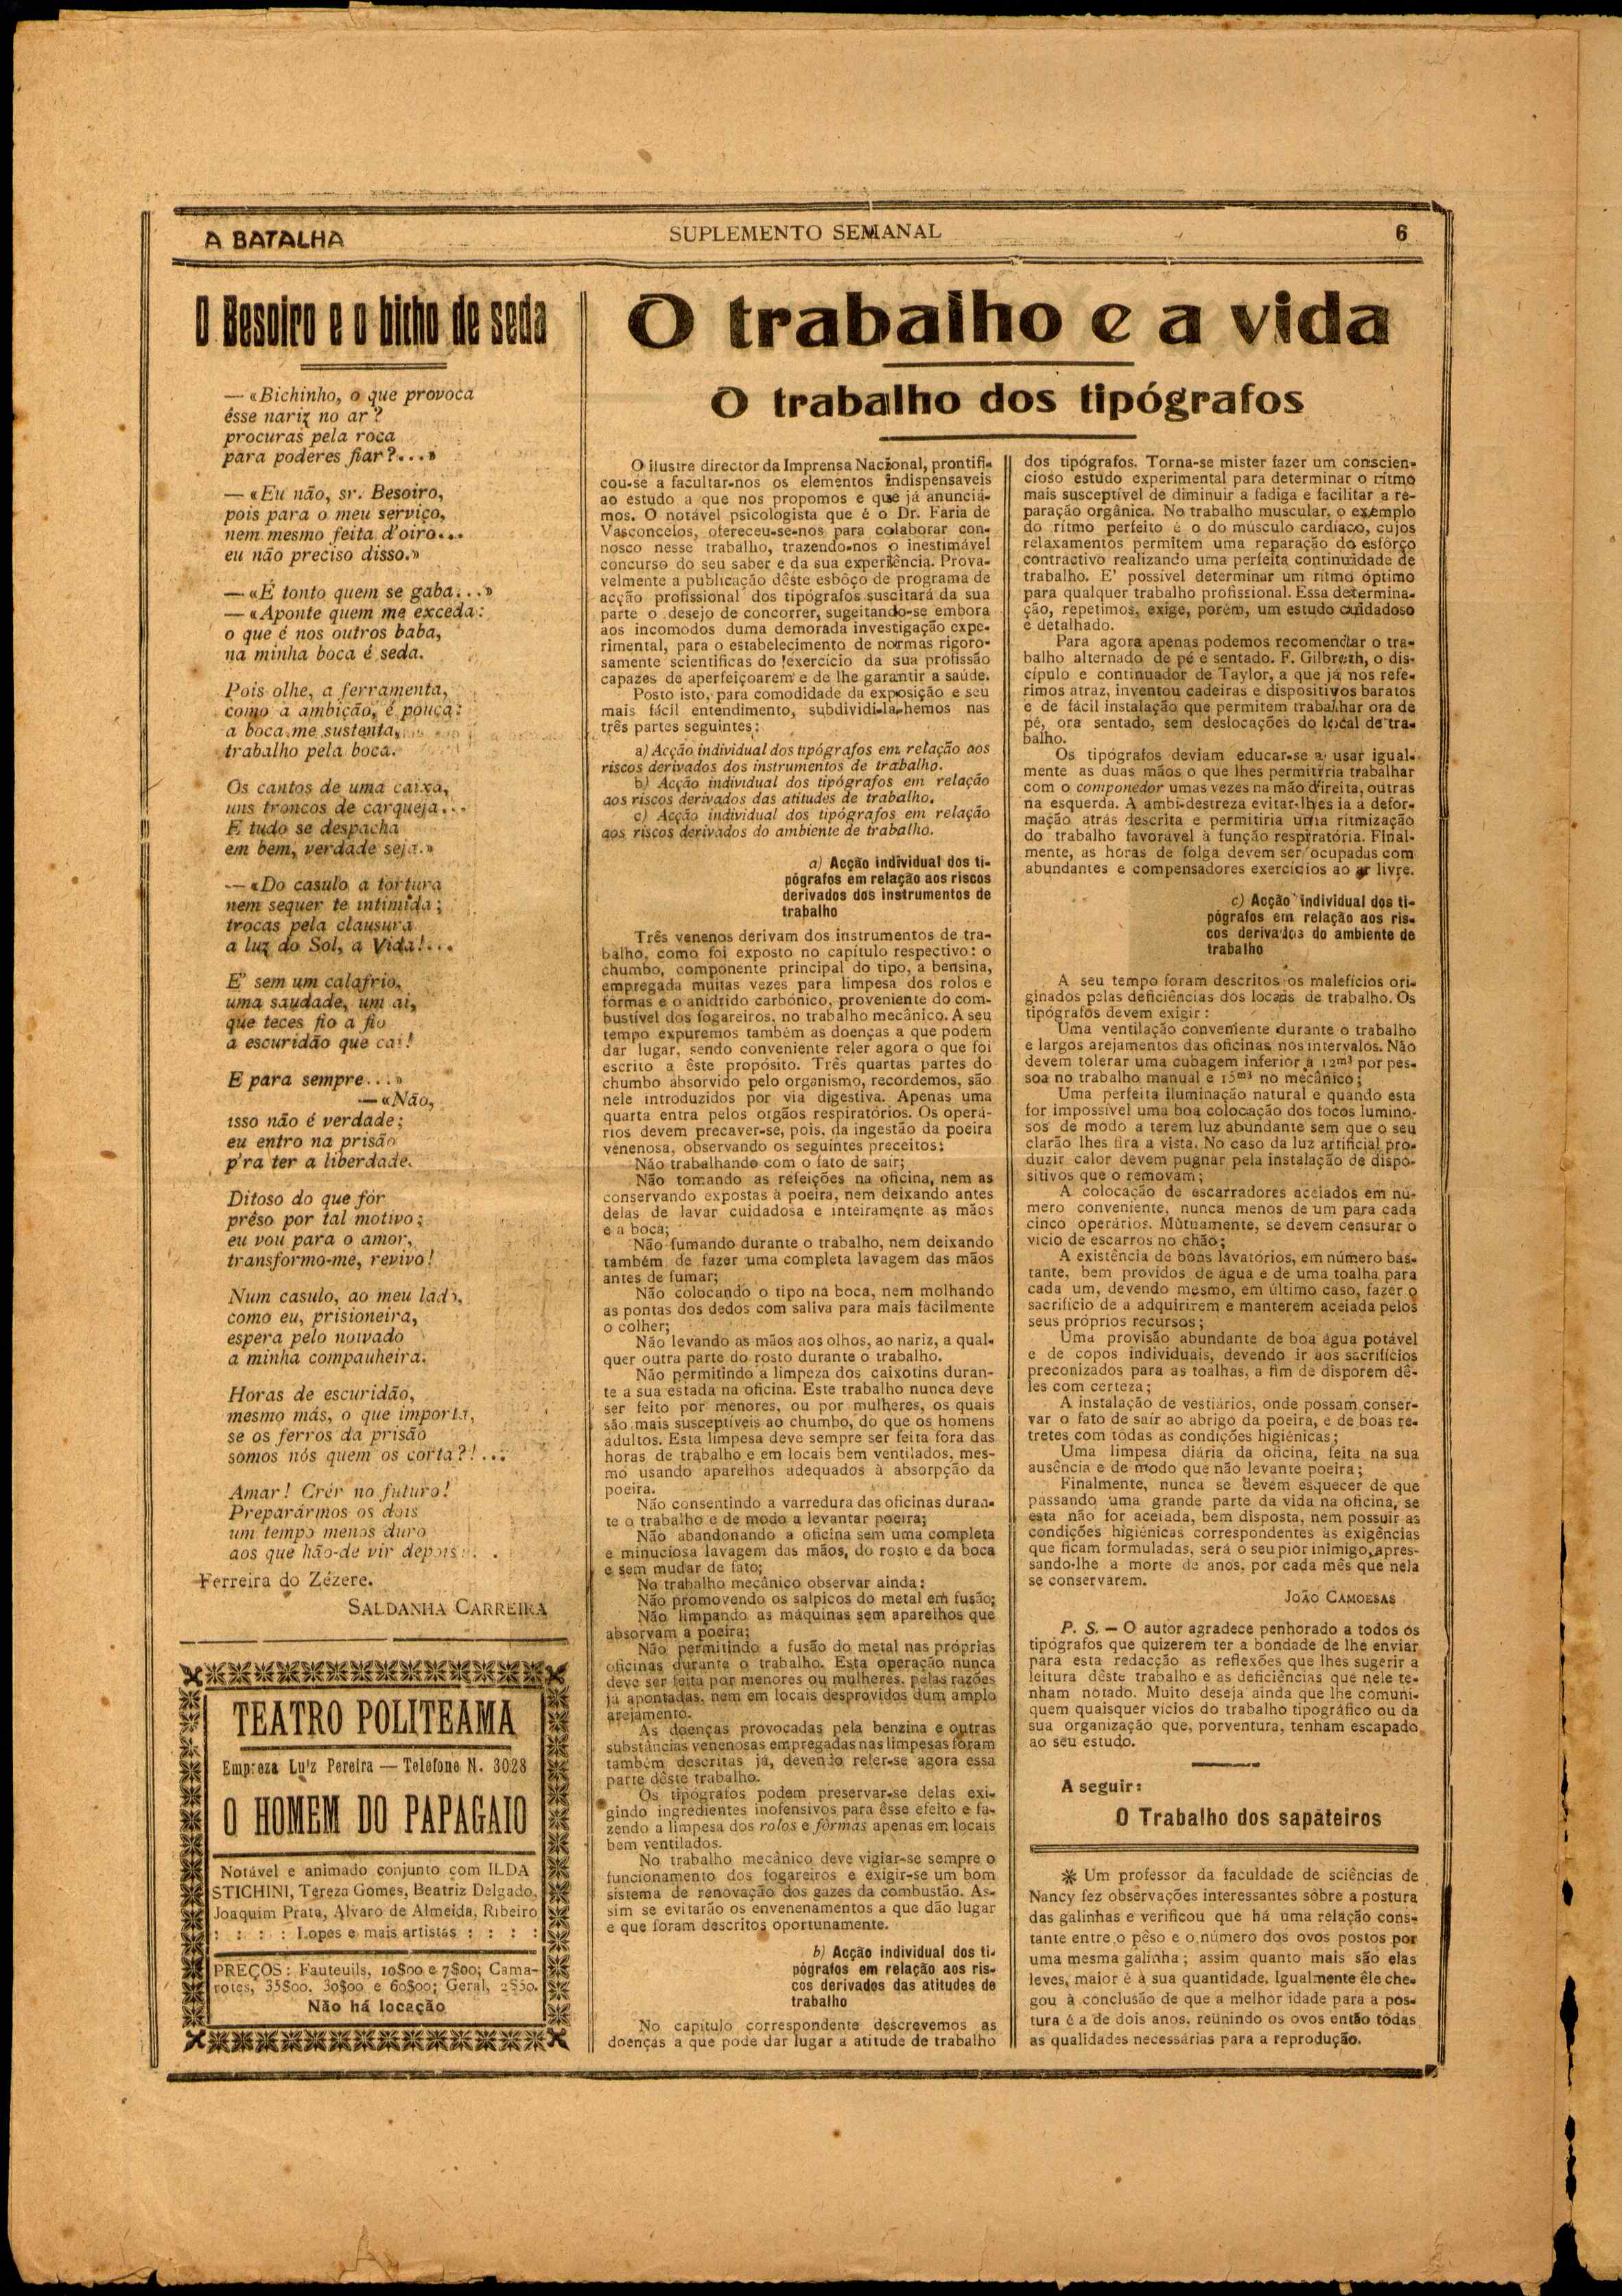 A BATALHA
SUPLEMENTO SEMANAL
6
O Besoiro e o bicho de seda
— «Bichinho, o que provoca
êsse nariz no ar?
procuras pela roca
para poderes fiar?...»
— «Eu não, sr. Besoiro,
pois para o meu serviço,
nem mesmo feita d'oiro...
eu não preciso disso.»
— «É tonto quem se gaba...»
— «Aponte quem me exceda:
o que é nos outros baba,
na minha boca é seda.
Pois olhe, a ferramenta,
como a ambição, é pouca:
a boca me sustenta,
trabalho pela boca.
Os cantos de uma caixa,
uns troncos de carqueja...
E tudo se despacha
em bem, verdade seja.»
— «Do casulo a tortura
nem sequer te intimida;
trocas pela clausura
a luz do Sol, a Vida!...
E' sem um calafrio,
uma saudade, um ai,
que teces fio a fio
a escuridão que cai!
E para sempre...»
— «Não,
isso não é verdade;
eu entro na prisão
p'ra ter a liberdade.
Ditoso do que fôr
prêso por tal motivo;
eu vou para o amor,
transformo-me, revivo!
Num casulo, ao meu lado,
como eu, prisioneira,
espera pelo noivado
a minha compauheira.
Horas de escuridão,
mesmo más, o que importa,
se os ferros da prisão
somos nós quem os corta?!...
Amar! Crêr no futuro!
Preparármos os dois
um tempo menos duro
aos que hão-de vir depois...
Ferreira do Zézere.
SALDANHA CARREIRA
TEATRO POLITEAMA
Empreza Luiz Pereira — Telefone N. 3028
O HOMEM DO PAPAGAIO
Notável e animado conjunto com ILDA
STICHINI, Tereza Gomes, Beatriz Delgado,
Joaquim Prata, Alvaro de Almeida, Ribeiro
: : : : Lopes e mais artistas : : : :
PREÇOS: Fauteuils, 10$00 e 7$00; Cama-
rotes, 35$00, 30$00 e 60$00; Geral, 2$50.
Não há locação
O trabalho e a vida
O trabalho dos tipógrafos
O ilustre director da Imprensa Nacional, prontifi-
cou-se a facultar-nos os elementos indispensaveis
ao estudo a que nos propomos e que já anunciá-
mos. O notável psicologista que é o Dr. Faria de
Vasconcelos, ofereceu-se-nos para colaborar con-
nosco nesse trabalho, trazendo-nos o inestimável
concurso do seu saber e da sua experiência. Prova-
velmente a publicação dêste esbôço de programa de
acção profissional dos tipógrafos suscitará da sua
parte o desejo de concorrer, sugeitando-se embora
aos incomodos duma demorada investigação expe-
rimental, para o estabelecimento de normas rigoro-
samente scientificas do exercício da sua profissão
capazes de aperfeiçoarem e de lhe garantir a saúde.
Posto isto, para comodidade da exposição e seu
mais fácil entendimento, subdividi-la-hemos nas
três partes seguintes:
a) Acção individual dos tipógrafos em relação aos
riscos derivados dos instrumentos de trabalho.
b) Acção individual dos tipógrafos em relação
aos riscos derivados das atitudes de trabalho.
c) Acção individual dos tipógrafos em relação
aos riscos derivados do ambiente de trabalho.
a) Acção individual dos ti-
pógrafos em relação aos riscos
derivados dos instrumentos de
trabalho
Três venenos derivam dos instrumentos de tra-
balho, como foi exposto no capítulo respectivo: o
chumbo, componente principal do tipo, a bensina,
empregada muitas vezes para limpesa dos rolos e
fôrmas e o anidrido carbónico, proveniente do com-
bustível dos fogareiros, no trabalho mecânico. A seu
tempo expuremos também as doenças a que podem
dar lugar, sendo conveniente reler agora o que foi
escrito a êste propósito. Três quartas partes do
chumbo absorvido pelo organismo, recordemos, são
nele introduzidos por via digestiva. Apenas uma
quarta entra pelos orgãos respiratórios. Os operá-
rios devem precaver-se, pois, da ingestão da poeira
venenosa, observando os seguintes preceitos:
Não trabalhando com o fato de sair;
Não tomando as refeições na oficina, nem as
conservando expostas à poeira, nem deixando antes
delas de lavar cuidadosa e inteiramente as mãos
e a boca;
Não fumando durante o trabalho, nem deixando
também de fazer uma completa lavagem das mãos
antes de fumar;
Não colocando o tipo na boca, nem molhando
as pontas dos dedos com saliva para mais fàcilmente
o colher;
Não levando as mãos aos olhos, ao nariz, a qual-
quer outra parte do rosto durante o trabalho.
Não permitindo a limpeza dos caixotins duran-
te a sua estada na oficina. Este trabalho nunca deve
ser feito por menores, ou por mulheres, os quais
são mais susceptíveis ao chumbo, do que os homens
adultos. Esta limpesa deve sempre ser feita fora das
horas de trabalho e em locais bem ventilados, mes-
mo usando aparelhos adequados à absorpção da
poeira.
Não consentindo a varredura das oficinas duran-
te o trabalho e de modo a levantar poeira;
Não abandonando a oficina sem uma completa
e minuciosa lavagem das mãos, do rosto e da boca
e sem mudar de fato;
No trabalho mecânico observar ainda:
Não promovendo os salpicos do metal em fusão;
Não limpando as máquinas sem aparelhos que
absorvam a poeira;
Não permitindo a fusão do metal nas próprias
oficinas durante o trabalho. Esta operação nunca
deve ser feita por menores ou mulheres, pelas razões
já apontadas, nem em locais desprovidos dum amplo
arejamento.
As doenças provocadas pela benzina e outras
substâncias venenosas empregadas nas limpesas foram
também descritas já, devendo reler-se agora essa
parte dêste trabalho.
Os tipógrafos podem preservar-se delas exi-
gindo ingredientes inofensivos para êsse efeito e fa-
zendo a limpesa dos rolos e fôrmas apenas em locais
bem ventilados.
No trabalho mecânico deve vigiar-se sempre o
funcionamento dos fogareiros e exigir-se um bom
sistema de renovação dos gazes da combustão. As-
sim se evitarão os envenenamentos a que dão lugar
e que foram descritos oportunamente.
b) Acção individual dos ti-
pógrafos em relação aos ris-
cos derivados das atitudes de
trabalho
No capítulo correspondente descrevemos as
doenças a que pode dar lugar a atitude de trabalho
dos tipógrafos. Torna-se mister fazer um conscien-
cioso estudo experimental para determinar o ritmo
mais susceptível de diminuir a fadiga e facilitar a re-
paração orgânica. No trabalho muscular, o exemplo
do ritmo perfeito é o do músculo cardíaco, cujos
relaxamentos permitem uma reparação do esfôrço
contractivo realizando uma perfeita continuidade de
trabalho. E' possível determinar um ritmo óptimo
para qualquer trabalho profissional. Essa determina-
ção, repetimos, exige, porém, um estudo cuidadoso
e detalhado.
Para agora apenas podemos recomendar o tra-
balho alternado de pé e sentado. F. Gilbreth, o dis-
cípulo e continuador de Taylor, a que já nos refe-
rimos atraz, inventou cadeiras e dispositivos baratos
e de fácil instalação que permitem trabalhar ora de
pé, ora sentado, sem deslocações do local de tra-
balho.
Os tipógrafos deviam educar-se a usar igual-
mente as duas mãos o que lhes permitiria trabalhar
com o componedor umas vezes na mão direita, outras
na esquerda. A ambi-destreza evitar-lhes ia a defor-
mação atrás descrita e permitiria uma ritmização
do trabalho favorável à função respiratória. Final-
mente, as horas de folga devem ser ocupadas com
abundantes e compensadores exercícios ao ar livre.
c) Acção individual dos ti-
pógrafos em relação aos ris-
cos derivados do ambiente de
trabalho
A seu tempo foram descritos os malefícios ori-
ginados pelas deficiências dos locais de trabalho. Os
tipógrafos devem exigir:
Uma ventilação conveniente durante o trabalho
e largos arejamentos das oficinas nos intervalos. Não
devem tolerar uma cubagem inferior a 12m3 por pes-
soa no trabalho manual e 15m3 no mecânico;
Uma perfeita iluminação natural e quando esta
for impossível uma boa colocação dos focos lumino-
sos de modo a terem luz abundante sem que o seu
clarão lhes fira a vista. No caso da luz artificial pro-
duzir calor devem pugnar pela instalação de dispo-
sitivos que o removam;
A colocação de escarradores aceiados em nú-
mero conveniente, nunca menos de um para cada
cinco operários. Mùtuamente, se devem censurar o
vicio de escarros no chão;
A existência de bons lavatórios, em número bas-
tante, bem providos de água e de uma toalha para
cada um, devendo mesmo, em último caso, fazer o
sacrifício de a adquirirem e manterem aceiada pelos
seus próprios recursos;
Uma provisão abundante de boa água potável
e de copos individuais, devendo ir aos sacrifícios
preconizados para as toalhas, a fim de disporem dê-
les com certeza;
A instalação de vestiários, onde possam conser-
var o fato de sair ao abrigo da poeira, e de boas re-
tretes com tôdas as condições higiénicas;
Uma limpesa diária da oficina, feita na sua
ausência e de modo que não levante poeira;
Finalmente, nunca se devem esquecer de que
passando uma grande parte da vida na oficina, se
esta não for aceiada, bem disposta, nem possuir as
condições higiénicas correspondentes às exigências
que ficam formuladas, será o seu pior inimigo, apres-
sando-lhe a morte de anos, por cada mês que nela
se conservarem.
JOÃO CAMOESAS
P. S. — O autor agradece penhorado a todos os
tipógrafos que quizerem ter a bondade de lhe enviar
para esta redacção as reflexões que lhes sugerir a
leitura dêste trabalho e as deficiências que nele te-
nham notado. Muito deseja ainda que lhe comuni-
quem quaisquer vicios do trabalho tipográfico ou da
sua organização que, porventura, tenham escapado
ao seu estudo.
A seguir:
O Trabalho dos sapateiros
* Um professor da faculdade de sciências de
Nancy fez observações interessantes sôbre a postura
das galinhas e verificou que há uma relação cons-
tante entre o pêso e o número dos ovos postos por
uma mesma galinha; assim quanto mais são elas
leves, maior é a sua quantidade. Igualmente êle che-
gou à conclusão de que a melhor idade para a pos-
tura é a de dois anos, reünindo os ovos então tôdas
as qualidades necessárias para a reprodução.